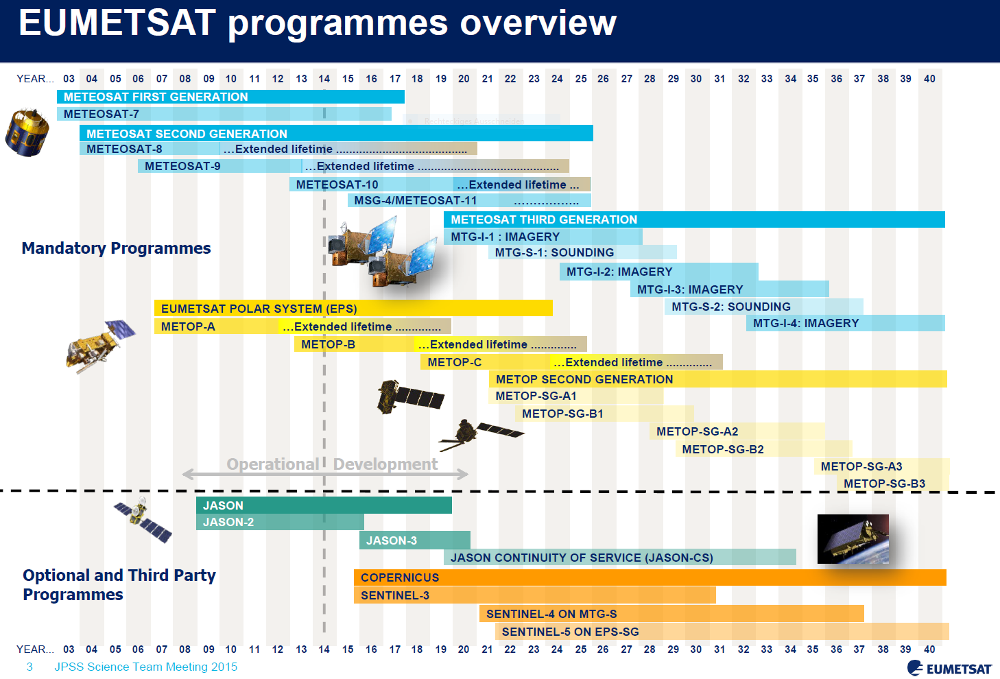 EUMETSAT programmes overview
YEAR... 03 04 05 06 07 08 09 10 11 12 13 14 15 16 17 18 19 20 21 22 23 24 25 26 27 28 29 30 31 32 33 34 35 36 37 38 39 40
METEOSAT FIRST GENERATION
METEOSAT-7
Rechteckiges Ausschneiden
METEOSAT SECOND GENERATION
METEOSAT-8 ...Extended lifetime ........................................
METEOSAT-9 ...Extended lifetime ...........................................
METEOSAT-10 ...Extended lifetime ...
MSG-4/METEOSAT-11 ……………..
METEOSAT THIRD GENERATION
MTG-I-1 : IMAGERY
Mandatory Programmes
MTG-S-1: SOUNDING
MTG-I-2: IMAGERY
MTG-I-3: IMAGERY
MTG-S-2: SOUNDING
EUMETSAT POLAR SYSTEM (EPS)
MTG-I-4: IMAGERY
METOP-A ...Extended lifetime ..............
METOP-B ...Extended lifetime ..............
METOP-C ...Extended lifetime ..............
METOP SECOND GENERATION
METOP-SG-A1
METOP-SG-B1
METOP-SG-A2
METOP-SG-B2
Operational Development
METOP-SG-A3
METOP-SG-B3
JASON
JASON-2
JASON-3
JASON CONTINUITY OF SERVICE (JASON-CS)
Optional and Third Party
Programmes
COPERNICUS
SENTINEL-3
SENTINEL-4 ON MTG-S
SENTINEL-5 ON EPS-SG
YEAR... 03 04 05 06 07 08 09 10 11 12 13 14 15 16 17 18 19 20 21 22 23 24 25 26 27 28 29 30 31 32 33 34 35 36 37 38 39 40
3 JPSS Science Team Meeting 2015
EUMETSAT